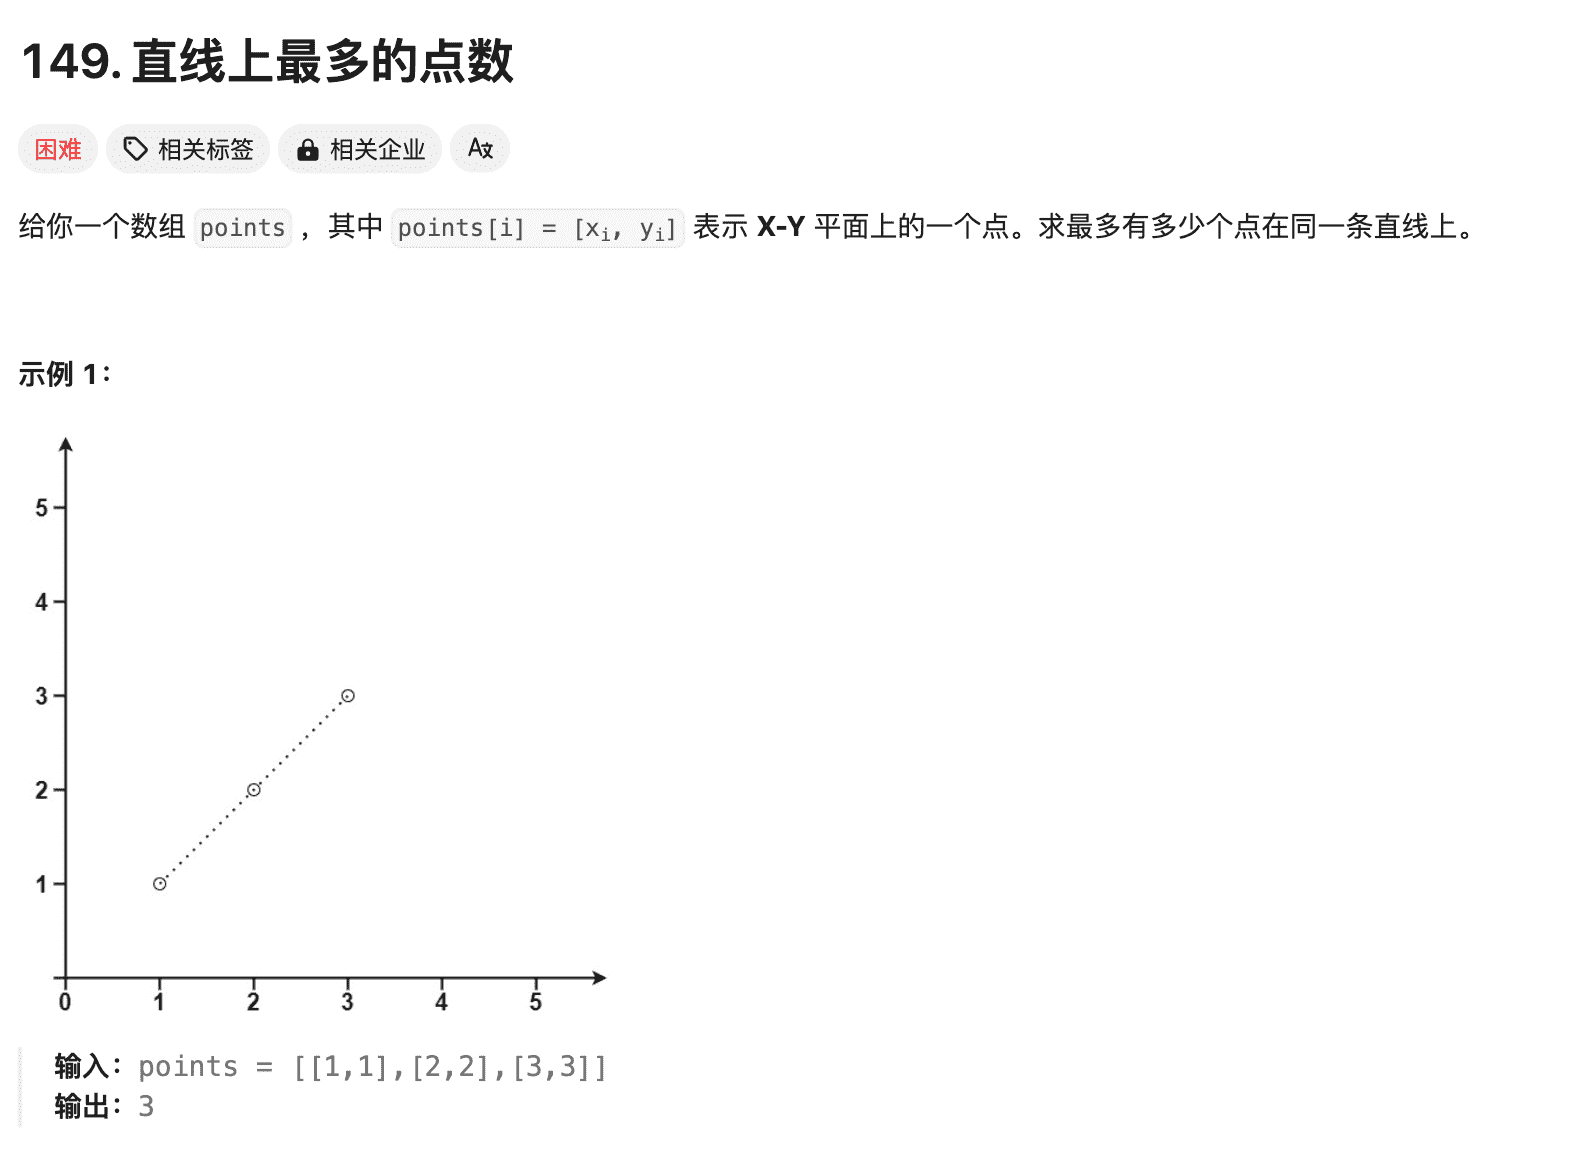 149. 直线上最多的点数
困难 相关标签 相关企业 A文
给你一个数组 points ，其中 points[i] = [xi, yi] 表示 X-Y 平面上的一个点。求最多有多少个点在同一条直线上。
示例 1：
5
4
3
2
1
0 1 2 3 4 5
输入：points = [[1,1],[2,2],[3,3]]
输出：3